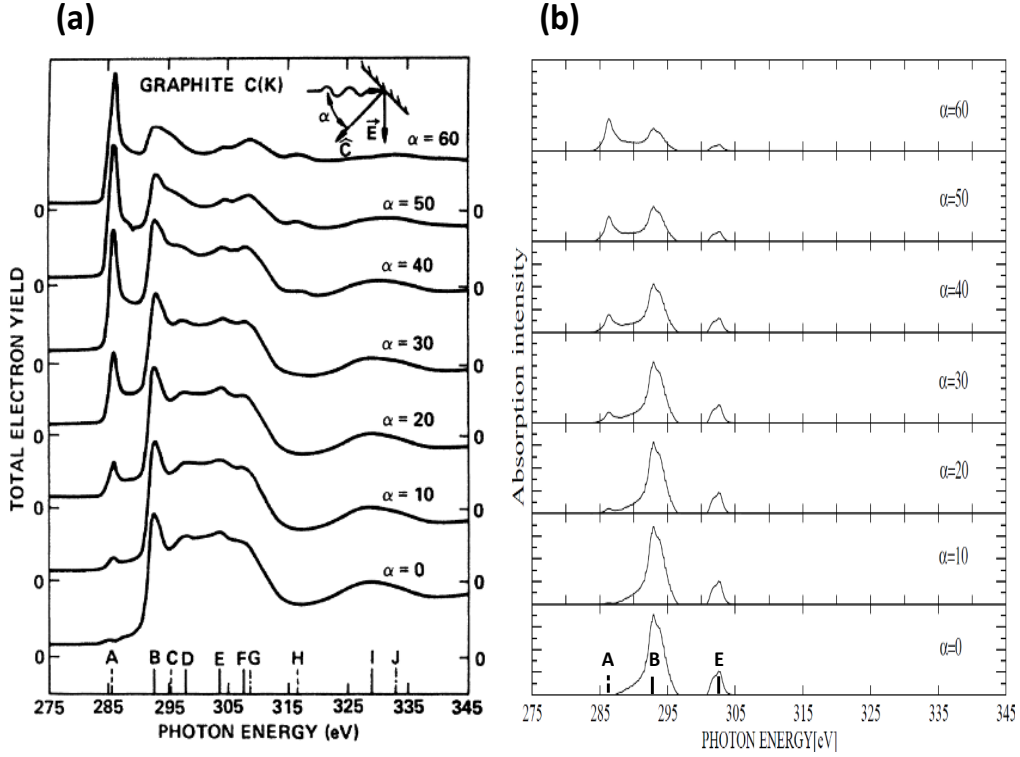 (a)
(b)
GRAPHITE C(K)
α
Ĉ
E⃗
α = 60
α = 50
α = 40
α = 30
α = 20
α = 10
α = 0
0
0
0
0
0
0
0
0
0
0
0
0
0
0
TOTAL ELECTRON YIELD
A
B
C
D
E
F
G
H
I
J
275 285 295 305 315 325 335 345
PHOTON ENERGY (eV)
Absorption intensity
α=60
α=50
α=40
α=30
α=20
α=10
α=0
A
B
E
275 285 295 305 315 325 335 345
PHOTON ENERGY[eV]